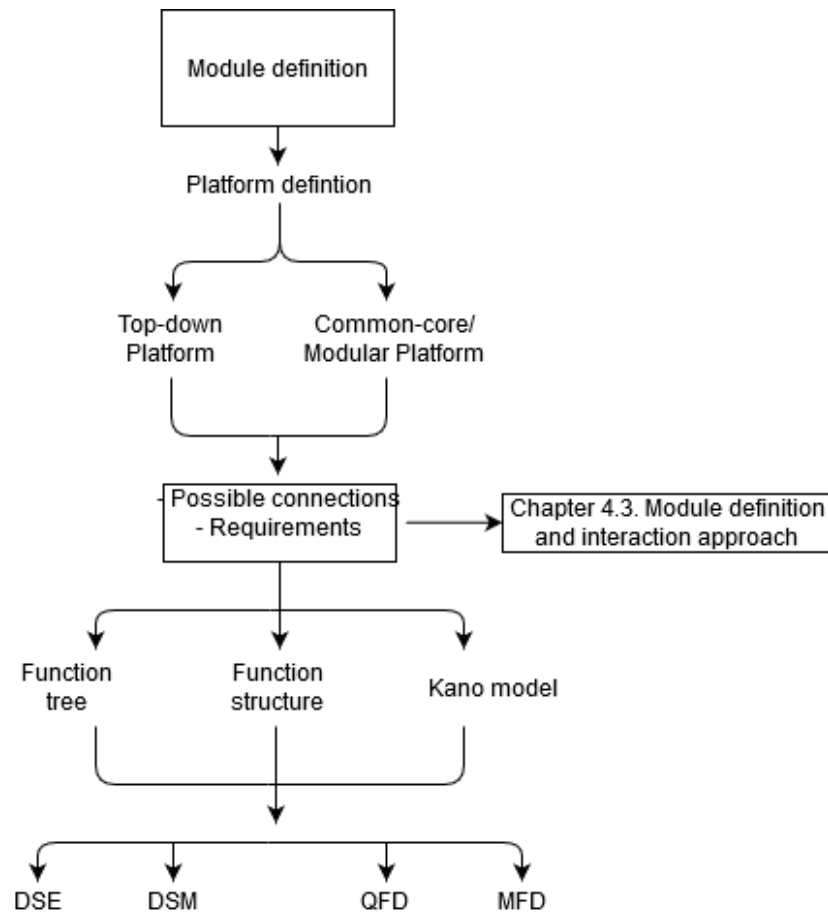 Module definition
Platform defintion
Top-down
Platform
Common-core/
Modular Platform
- Possible connections
- Requirements
Chapter 4.3. Module definition
and interaction approach
Function
tree
Function
structure
Kano model
DSE
DSM
QFD
MFD